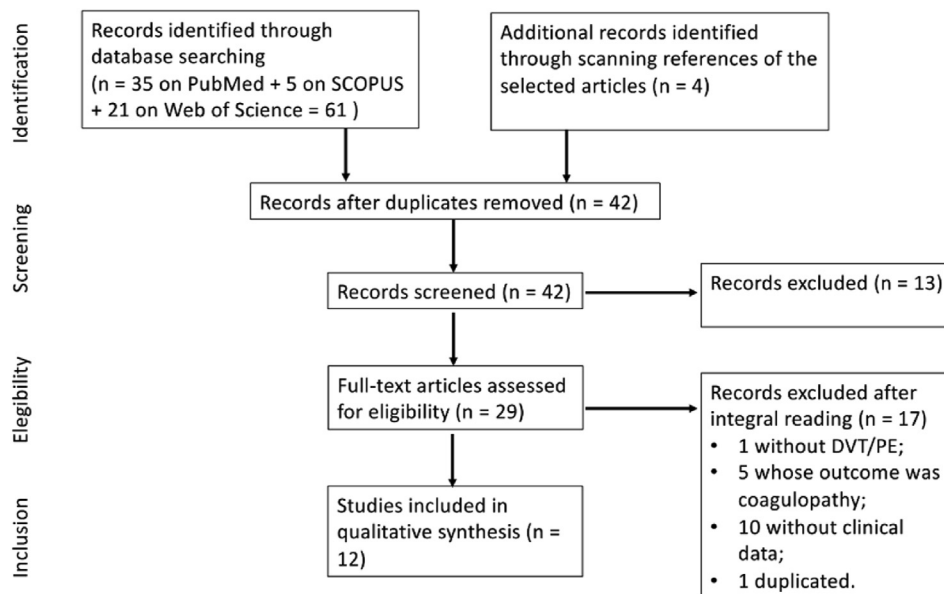 Identification
Records identified through
database searching
(n = 35 on PubMed + 5 on SCOPUS
+ 21 on Web of Science = 61 )
Additional records identified
through scanning references of the
selected articles (n = 4)
Screening
Records after duplicates removed (n = 42)
Records screened (n = 42)
Records excluded (n = 13)
Elegibility
Full-text articles assessed
for eligibility (n = 29)
Records excluded after
integral reading (n = 17)
• 1 without DVT/PE;
• 5 whose outcome was
coagulopathy;
• 10 without clinical
data;
• 1 duplicated.
Inclusion
Studies included in
qualitative synthesis (n =
12)